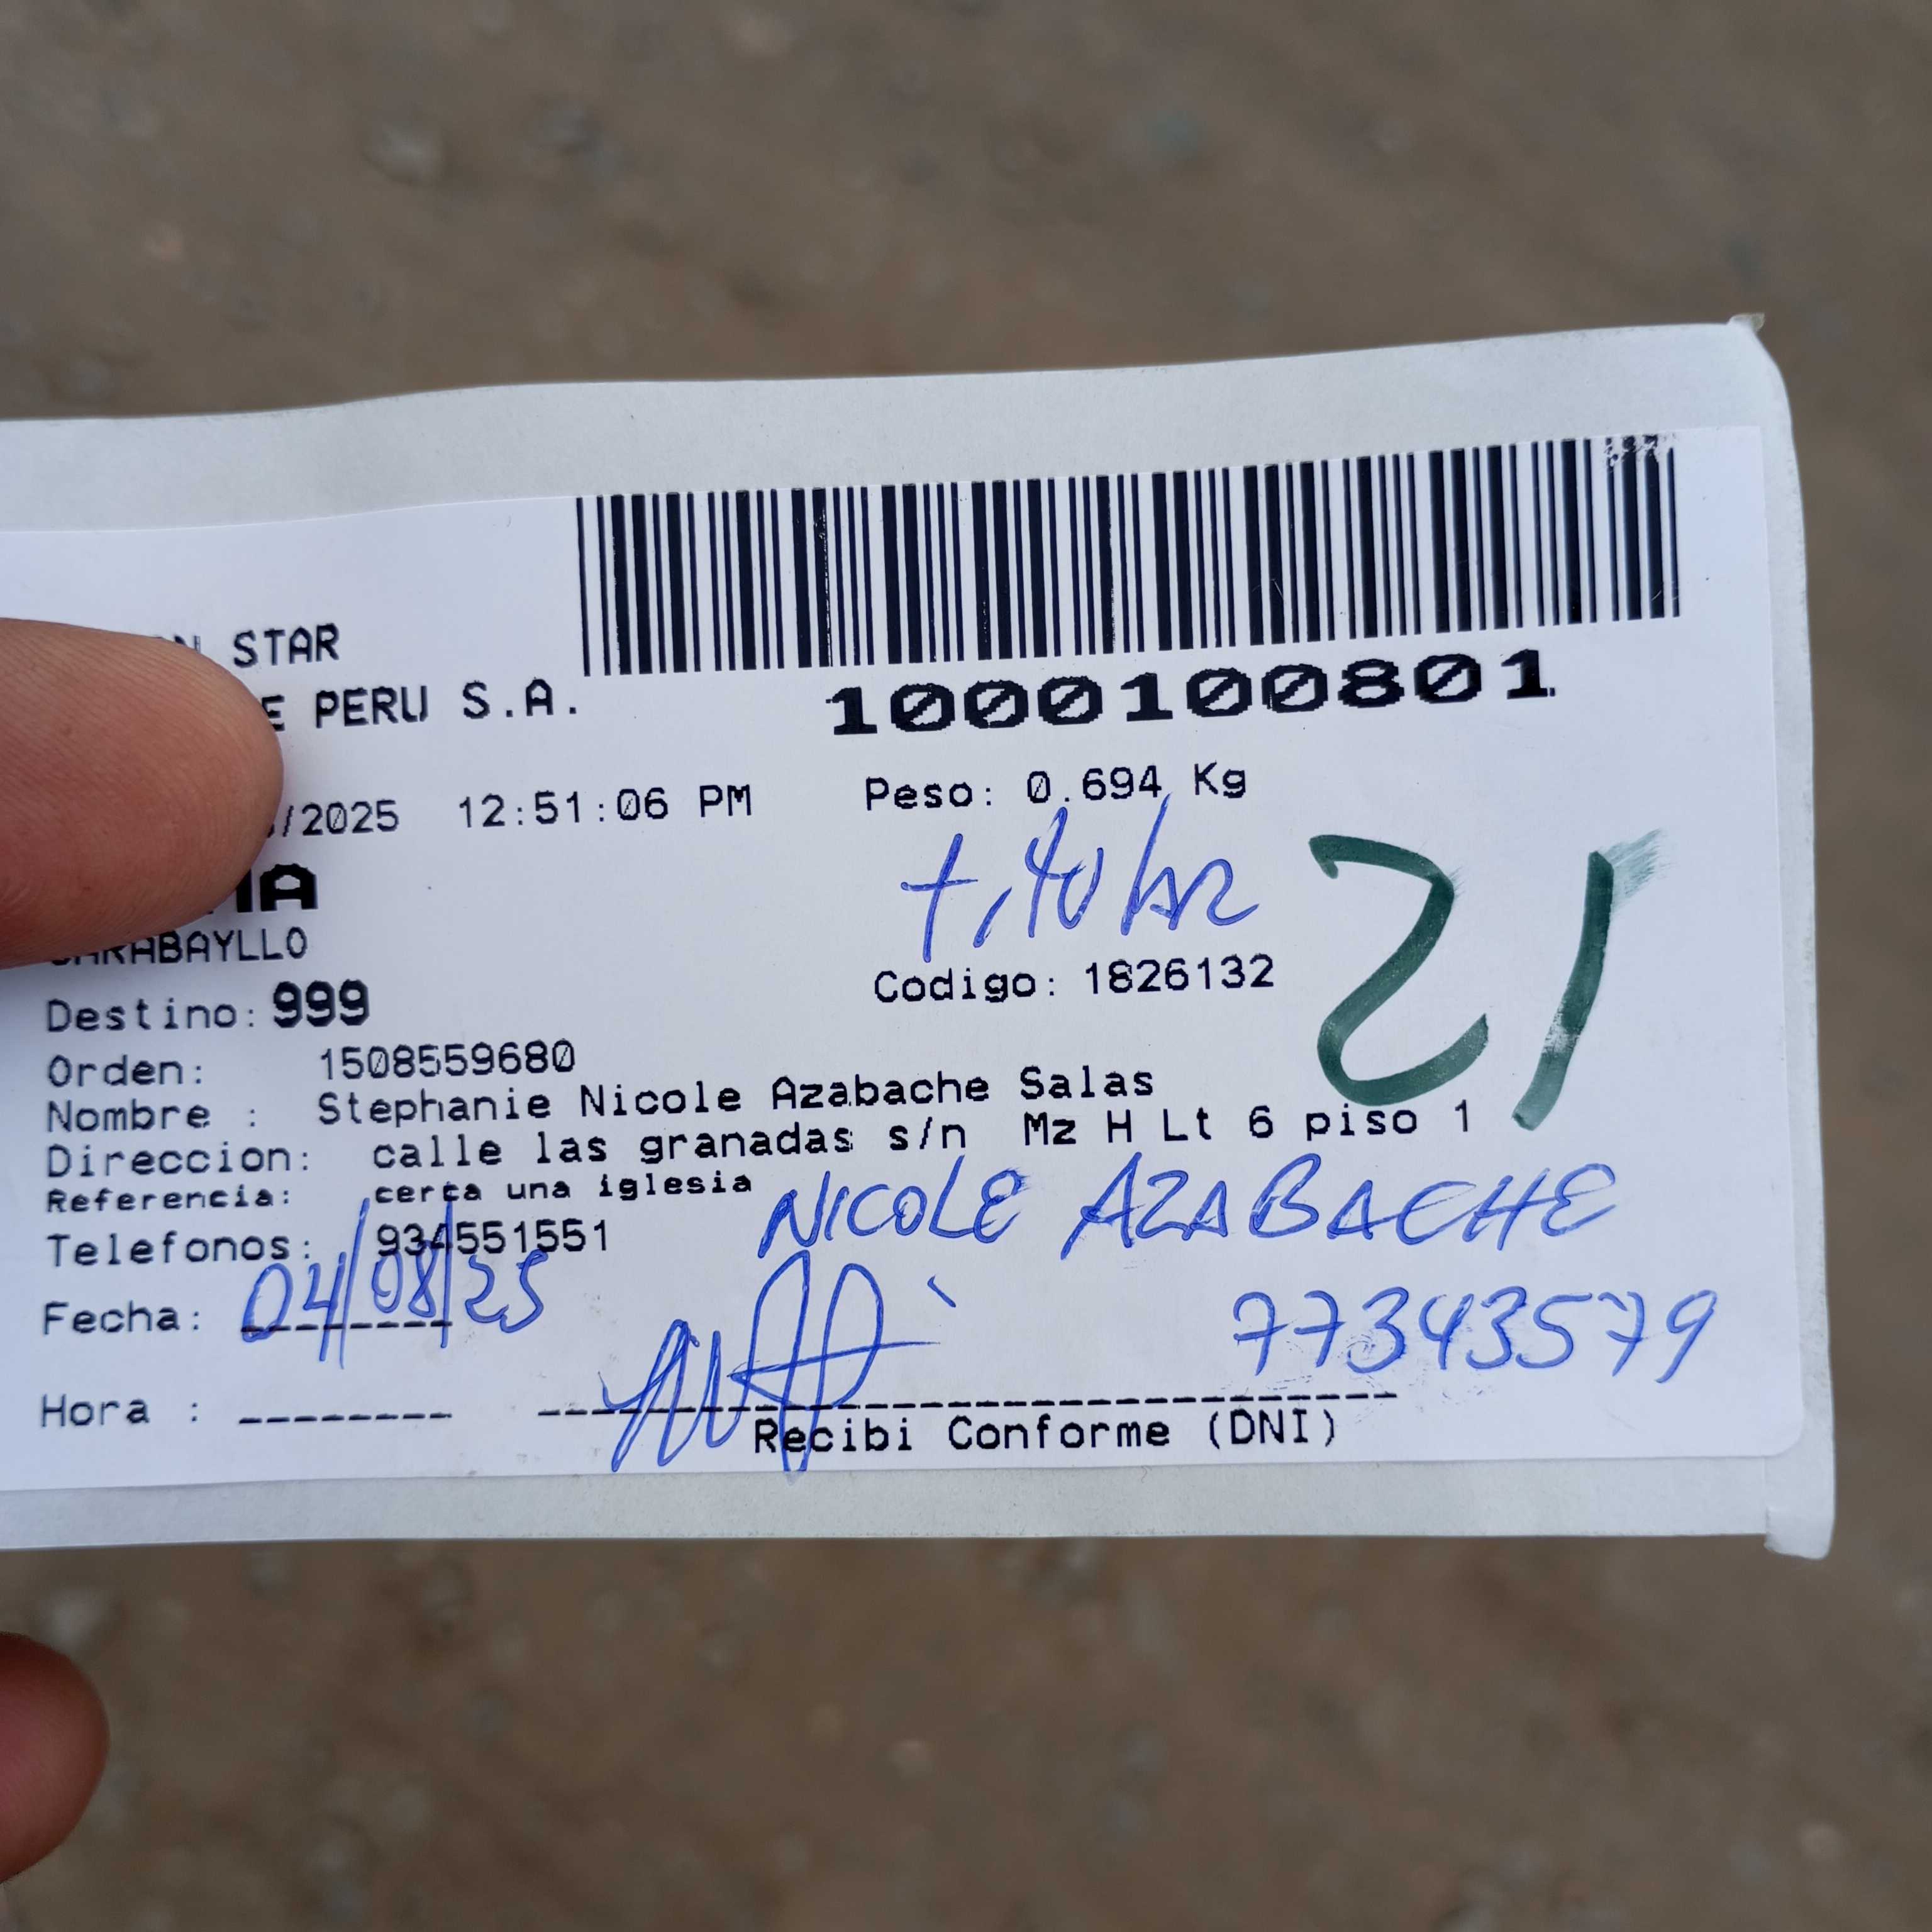 STAR
E PERU S.A.
1000100801
/2025 12:51:06 PM Peso: 0.694 Kg
21
ARABAYLLO
Codigo: 1826132
Destino: 999
Orden: 1508559680
Nombre : Stephanie Nicole Azabache Salas
Direccion: calle las granadas s/n Mz H Lt 6 piso 1
Referencia: cerca una iglesia
NICOLE AZABACHE
Telefonos: 934551551
Fecha: 04/08/25
77343579
Hora :
Recibi Conforme (DNI)